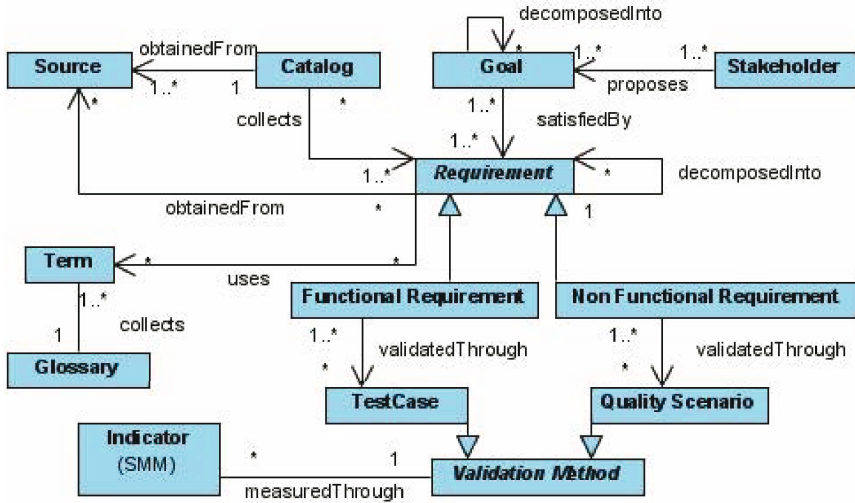 decomposedInto
obtainedFrom
Source
Catalog
Goal
Stakeholder
*
1..*
1..*
*
1..*
1
proposes
collects
*
1..*
satisfiedBy
1..*
1..*
Requirement
*
decomposedInto
obtainedFrom
*
1
Term
*
*
uses
1..*
Functional Requirement
Non Functional Requirement
1
collects
1..*
validatedThrough
1..*
validatedThrough
Glossary
*
*
TestCase
Quality Scenario
Indicator
(SMM)
*
1
Validation Method
measuredThrough